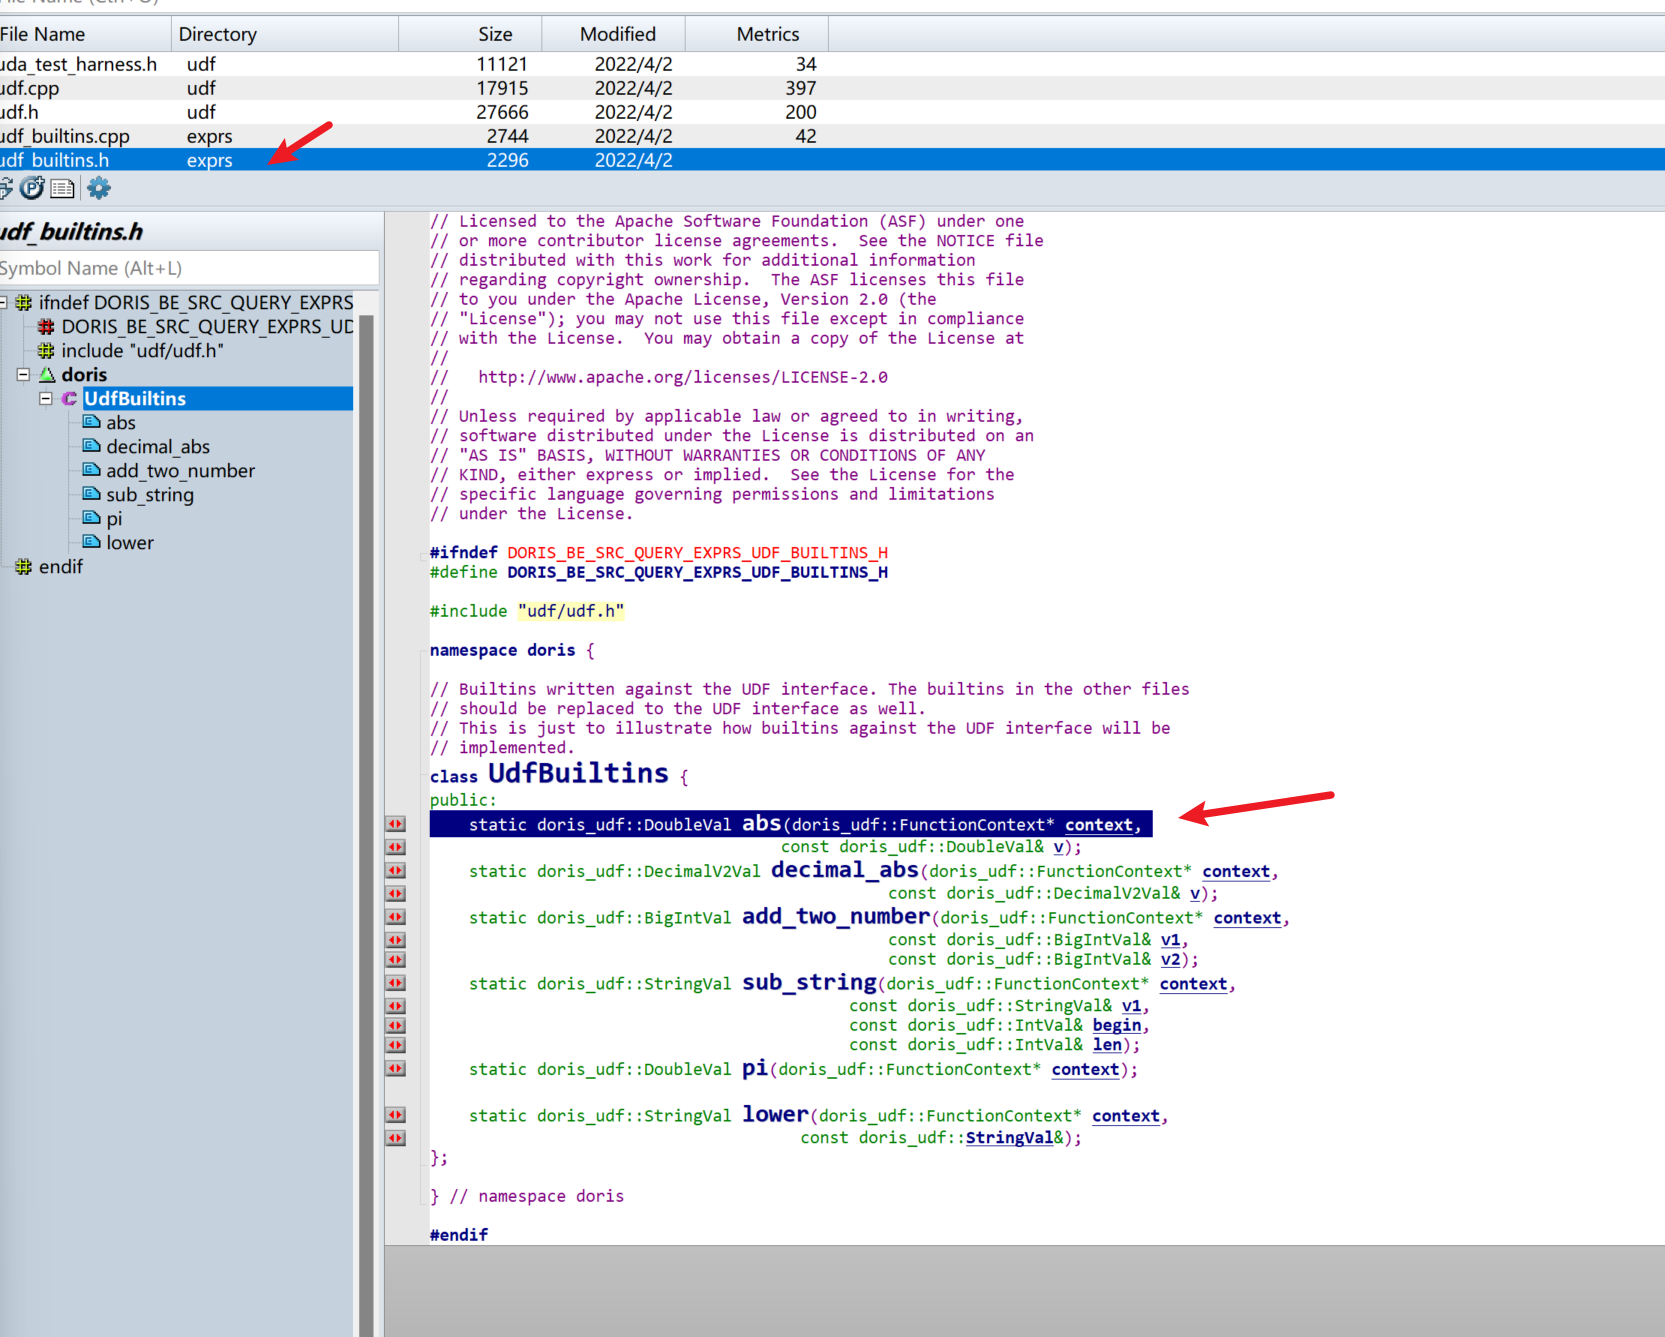 File Name (Ctrl+O)
File Name Directory Size Modified Metrics
uda_test_harness.h udf 11121 2022/4/2 34
udf.cpp udf 17915 2022/4/2 397
udf.h udf 27666 2022/4/2 200
udf_builtins.cpp exprs 2744 2022/4/2 42
udf_builtins.h exprs 2296 2022/4/2
udf_builtins.h
Symbol Name (Alt+L)
ifndef DORIS_BE_SRC_QUERY_EXPRS
DORIS_BE_SRC_QUERY_EXPRS_UD
include "udf/udf.h"
doris
UdfBuiltins
abs
decimal_abs
add_two_number
sub_string
pi
lower
endif
// Licensed to the Apache Software Foundation (ASF) under one
// or more contributor license agreements.  See the NOTICE file
// distributed with this work for additional information
// regarding copyright ownership.  The ASF licenses this file
// to you under the Apache License, Version 2.0 (the
// "License"); you may not use this file except in compliance
// with the License.  You may obtain a copy of the License at
//
//   http://www.apache.org/licenses/LICENSE-2.0
//
// Unless required by applicable law or agreed to in writing,
// software distributed under the License is distributed on an
// "AS IS" BASIS, WITHOUT WARRANTIES OR CONDITIONS OF ANY
// KIND, either express or implied.  See the License for the
// specific language governing permissions and limitations
// under the License.
#ifndef DORIS_BE_SRC_QUERY_EXPRS_UDF_BUILTINS_H
#define DORIS_BE_SRC_QUERY_EXPRS_UDF_BUILTINS_H
#include "udf/udf.h"
namespace doris {
// Builtins written against the UDF interface. The builtins in the other files
// should be replaced to the UDF interface as well.
// This is just to illustrate how builtins against the UDF interface will be
// implemented.
class UdfBuiltins {
public:
static doris_udf::DoubleVal abs(doris_udf::FunctionContext* context,
const doris_udf::DoubleVal& v);
static doris_udf::DecimalV2Val decimal_abs(doris_udf::FunctionContext* context,
const doris_udf::DecimalV2Val& v);
static doris_udf::BigIntVal add_two_number(doris_udf::FunctionContext* context,
const doris_udf::BigIntVal& v1,
const doris_udf::BigIntVal& v2);
static doris_udf::StringVal sub_string(doris_udf::FunctionContext* context,
const doris_udf::StringVal& v1,
const doris_udf::IntVal& begin,
const doris_udf::IntVal& len);
static doris_udf::DoubleVal pi(doris_udf::FunctionContext* context);
static doris_udf::StringVal lower(doris_udf::FunctionContext* context,
const doris_udf::StringVal&);
};
} // namespace doris
#endif